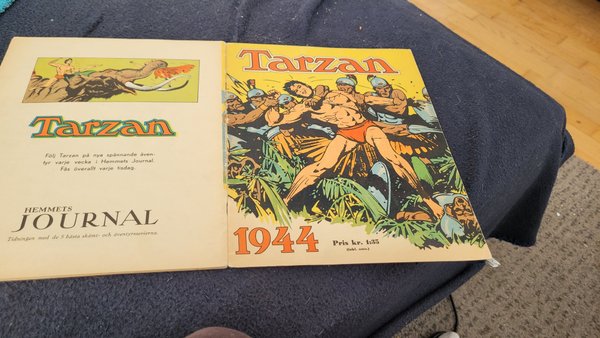 Tarzan
Följ Tarzan på nya spännande även-
tyr varje vecka i Hemmets Journal.
Fås överallt varje tisdag.
HEMMETS
JOURNAL
Tidningen med de 5 bästa skämt- och äventyrsserierna.
Tarzan
1944
Pris kr. 1:35